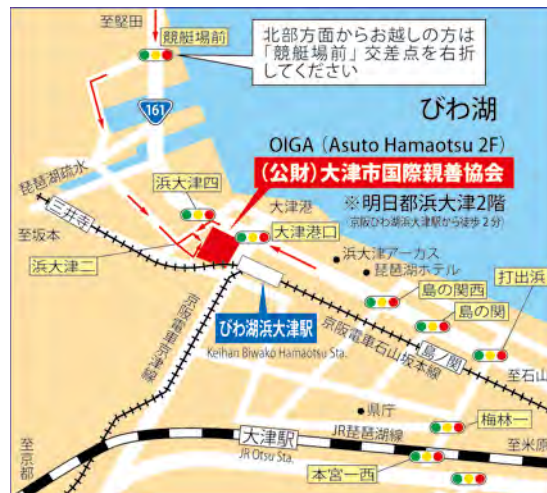 至堅田
競艇場前
北部方面からお越しの方は
「競艇場前」交差点を右折
してください
161
びわ湖
OIGA (Asuto Hamaotsu 2F)
(公財)大津市国際親善協会
※明日都浜大津2階
(京阪びわ湖浜大津駅から徒歩2分)
琵琶湖疏水
浜大津四
大津港
三井寺
大津港口
至坂本
浜大津二
浜大津アーカス
琵琶湖ホテル
打出浜
島の関西
島の関
びわ湖浜大津駅
Keihan Biwako Hamaotsu Sta.
京阪電車京津線
京阪電車石山坂本線
島ノ関
至石山
県庁
梅林一
大津駅
JR琵琶湖線
JR Otsu Sta.
本宮一西
至京都
至米原